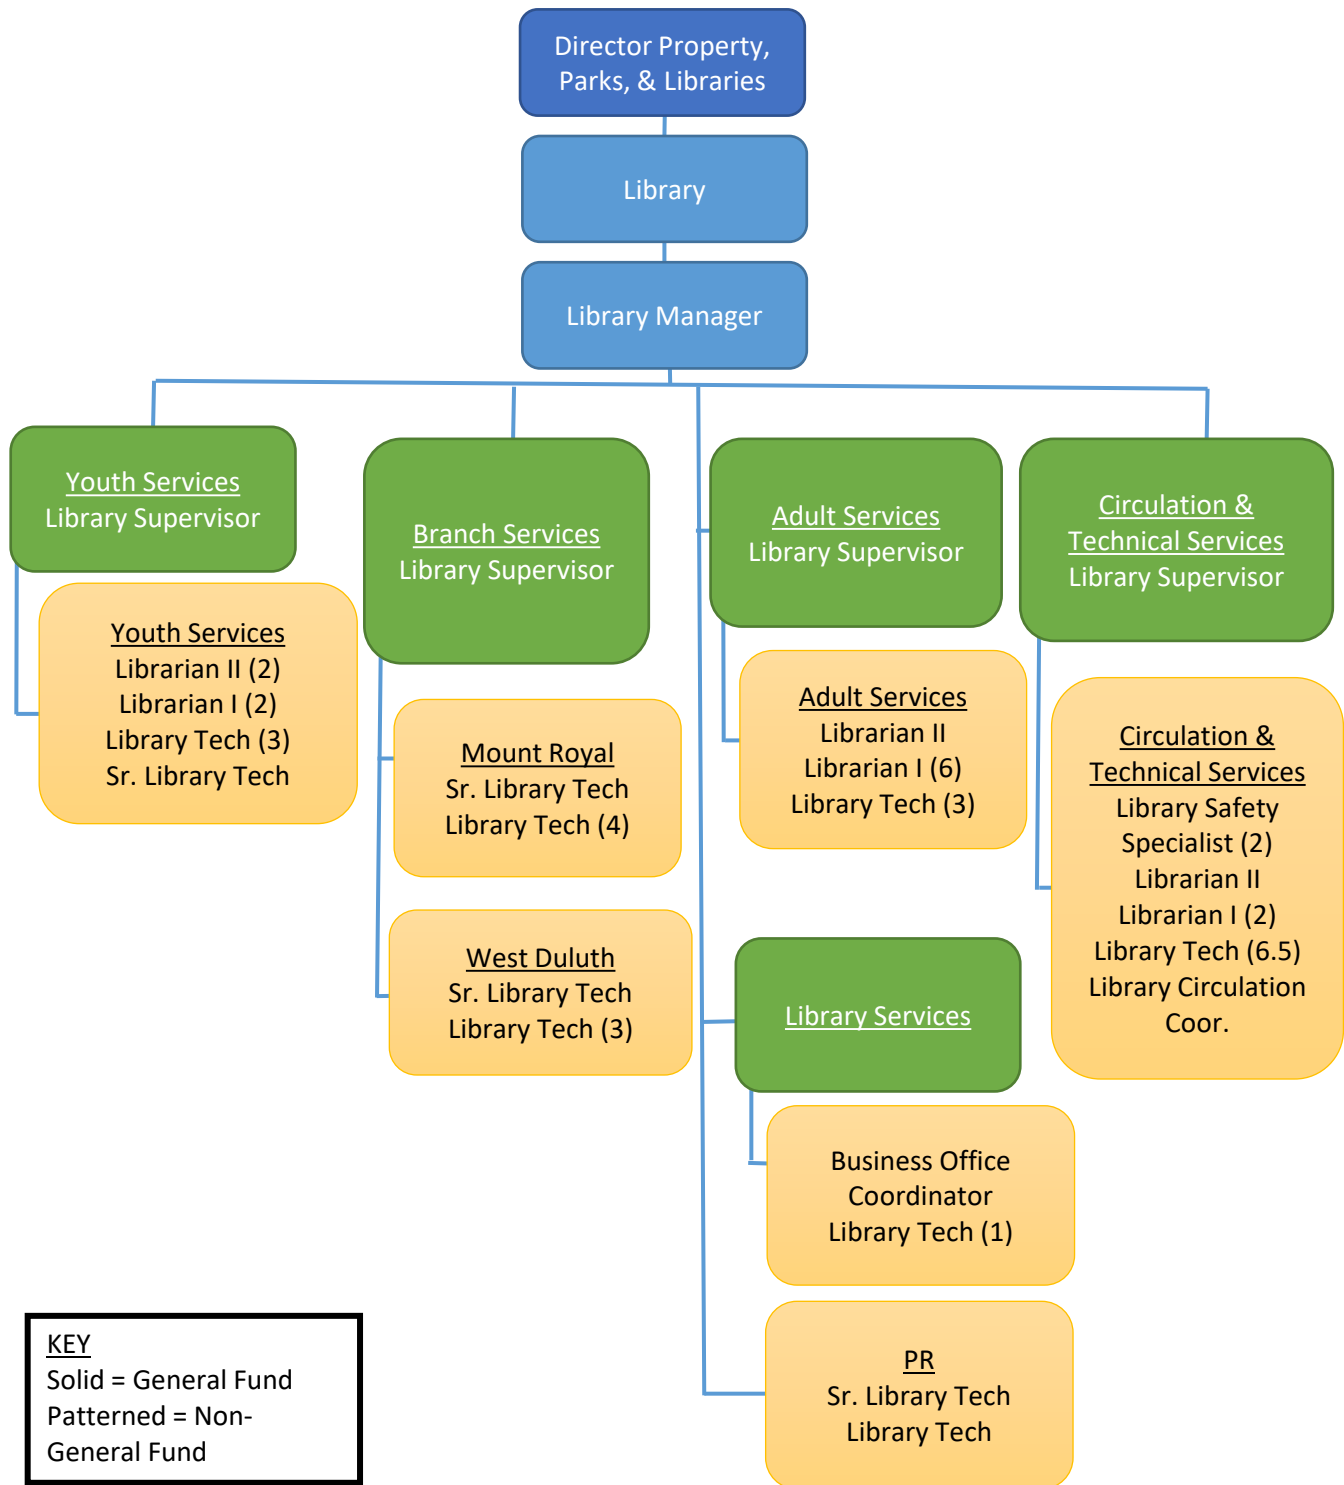 Director Property,
Parks, & Libraries
Library
Library Manager
Youth Services
Library Supervisor
Youth Services
Librarian II (2)
Librarian I (2)
Library Tech (3)
Sr. Library Tech
Branch Services
Library Supervisor
Mount Royal
Sr. Library Tech
Library Tech (4)
West Duluth
Sr. Library Tech
Library Tech (3)
Adult Services
Library Supervisor
Adult Services
Librarian II
Librarian I (6)
Library Tech (3)
Library Services
Business Office
Coordinator
Library Tech (1)
PR
Sr. Library Tech
Library Tech
Circulation &
Technical Services
Library Supervisor
Circulation &
Technical Services
Library Safety
Specialist (2)
Librarian II
Librarian I (2)
Library Tech (6.5)
Library Circulation
Coor.
KEY
Solid = General Fund
Patterned = Non-
General Fund